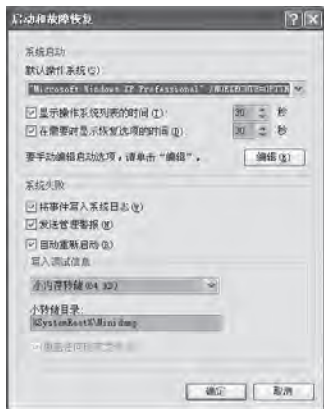 启动和故障恢复
系统启动
默认操作系统(S):
"Microsoft Windows XP Professional" /NOEXECUTE=OPTIN
显示操作系统列表的时间(T): 30 秒
在需要时显示恢复选项的时间(D): 30 秒
要手动编辑启动选项，请单击“编辑”。 编辑(E)
系统失败
将事件写入系统日志(W)
发送管理警报(N)
自动重新启动(R)
写入调试信息
小内存转储(64 KB)
小转储目录:
%SystemRoot%\Minidump
确定 取消